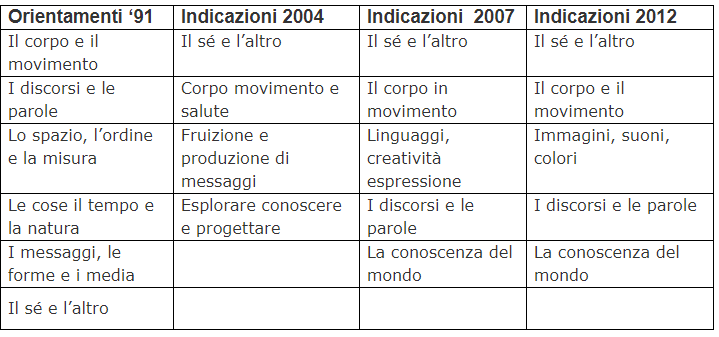 Orientamenti ‘91 Indicazioni 2004 Indicazioni 2007 Indicazioni 2012
Il corpo e il Il sé e l’altro Il sé e l’altro Il sé e l’altro
movimento
I discorsi e le Corpo movimento e Il corpo in Il corpo e il
parole salute movimento movimento
Lo spazio, l’ordine Fruizione e Linguaggi, Immagini, suoni,
e la misura produzione di creatività colori
messaggi espressione
Le cose il tempo e Esplorare conoscere I discorsi e le I discorsi e le parole
la natura e progettare parole
I messaggi, le La conoscenza del La conoscenza del
forme e i media mondo mondo
Il sé e l’altro